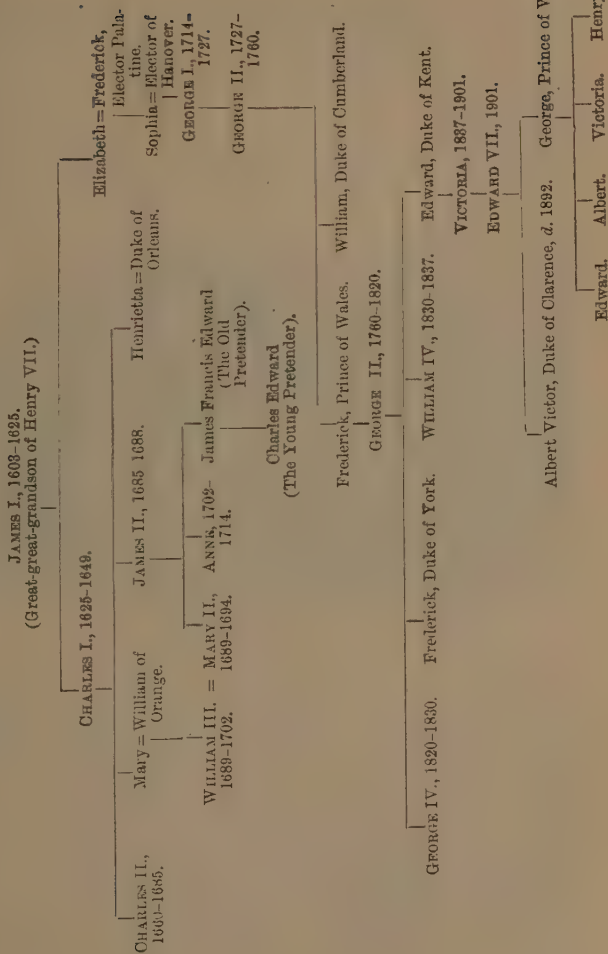 JAMES I., 1603-1625.
(Great-great-grandson of Henry VII.)
CHARLES I., 1625-1649.
Elizabeth = Frederick,
Elector Pala-
tine.
Sophia = Elector of
Hanover.
GEORGE I., 1714-
1727.
GEORGE II., 1727-
1760.
CHARLES II.,
1660-1685.
Mary = William of
Orange.
JAMES II., 1685-1688.
Henrietta = Duke of
Orleans.
WILLIAM III. = MARY II.,
1689-1702. 1689-1694.
ANNE, 1702-
1714.
James Francis Edward
(The Old
Pretender).
Charles Edward
(The Young Pretender).
Frederick, Prince of Wales. William, Duke of Cumberland.
GEORGE II., 1760-1820.
GEORGE IV., 1820-1830. Frederick, Duke of York. WILLIAM IV., 1830-1837. Edward, Duke of Kent.
VICTORIA, 1837-1901.
EDWARD VII., 1901.
Albert Victor, Duke of Clarence, d. 1892. George, Prince of W
Edward. Albert. Victoria. Henry